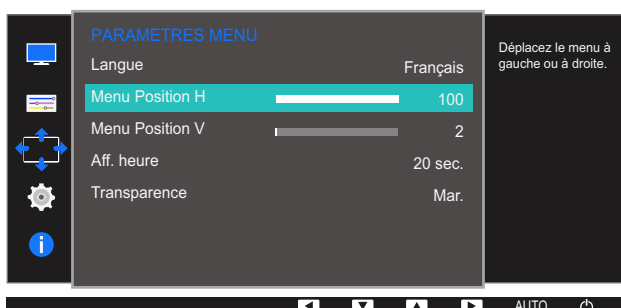 PARAMETRES MENU
Langue Français
Menu Position H 100
Menu Position V 2
Aff. heure 20 sec.
Transparence Mar.
Déplacez le menu à
gauche ou à droite.
AUTO